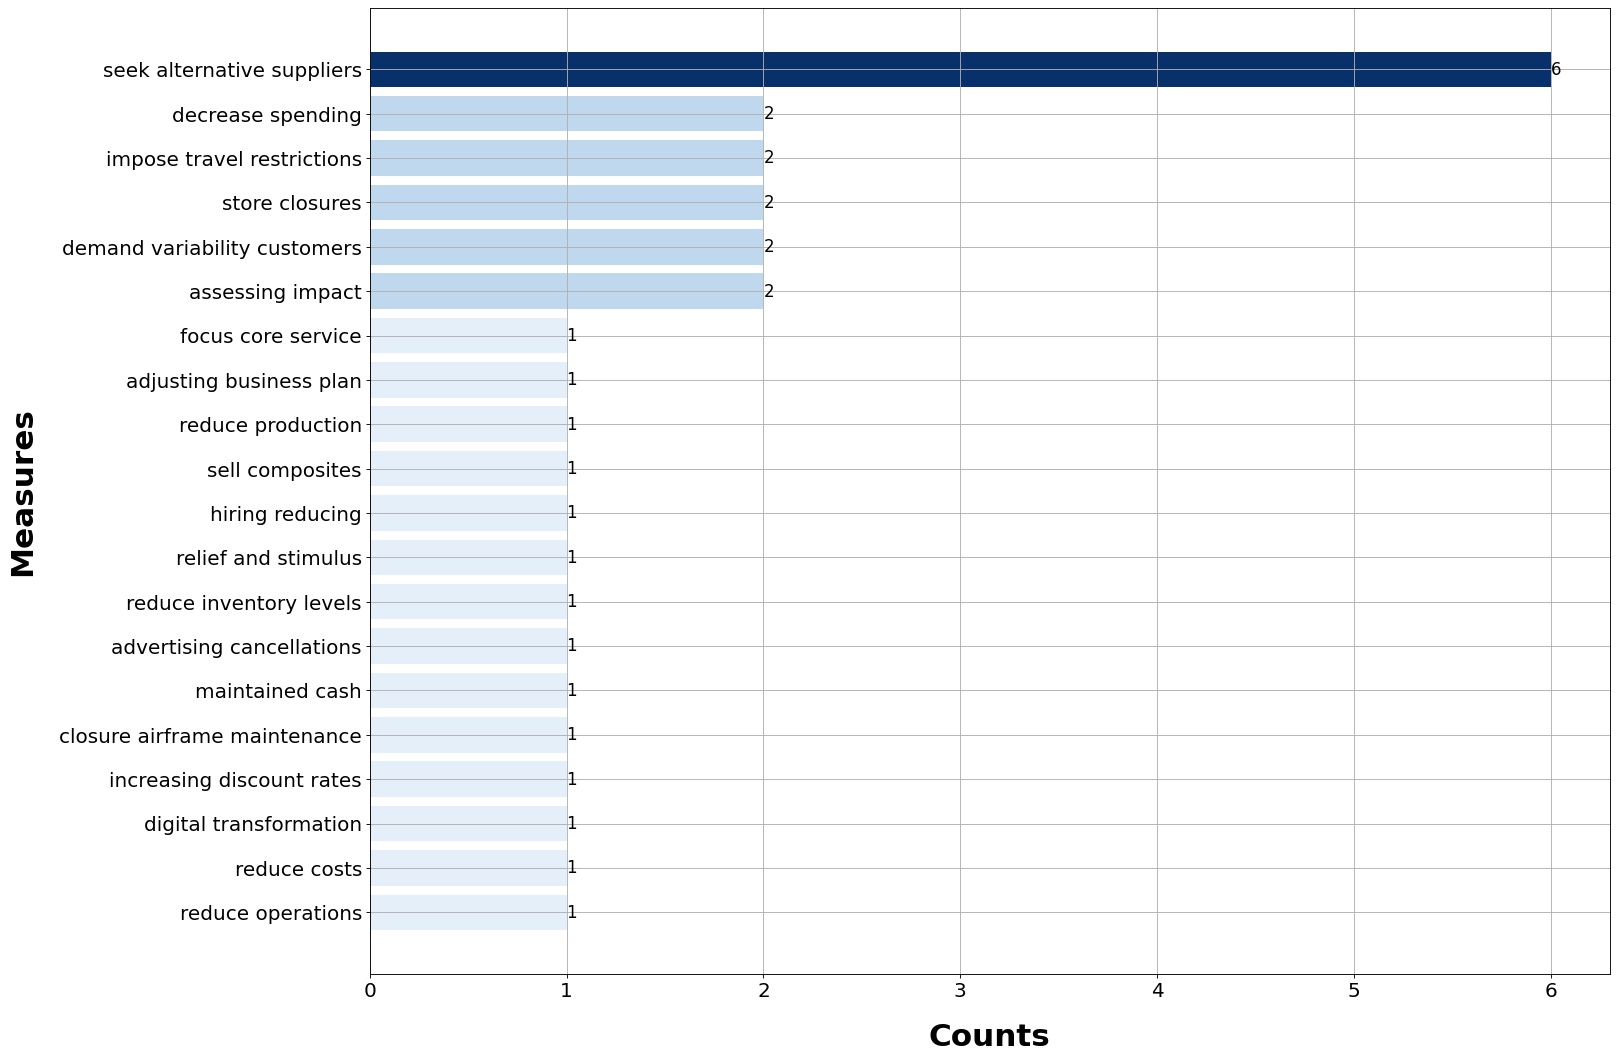 seek alternative suppliers 6
decrease spending 2
impose travel restrictions 2
store closures 2
demand variability customers 2
assessing impact 2
focus core service 1
adjusting business plan 1
reduce production 1
sell composites 1
hiring reducing 1
relief and stimulus 1
reduce inventory levels 1
advertising cancellations 1
maintained cash 1
closure airframe maintenance 1
increasing discount rates 1
digital transformation 1
reduce costs 1
reduce operations 1
Measures
0 1 2 3 4 5 6
Counts